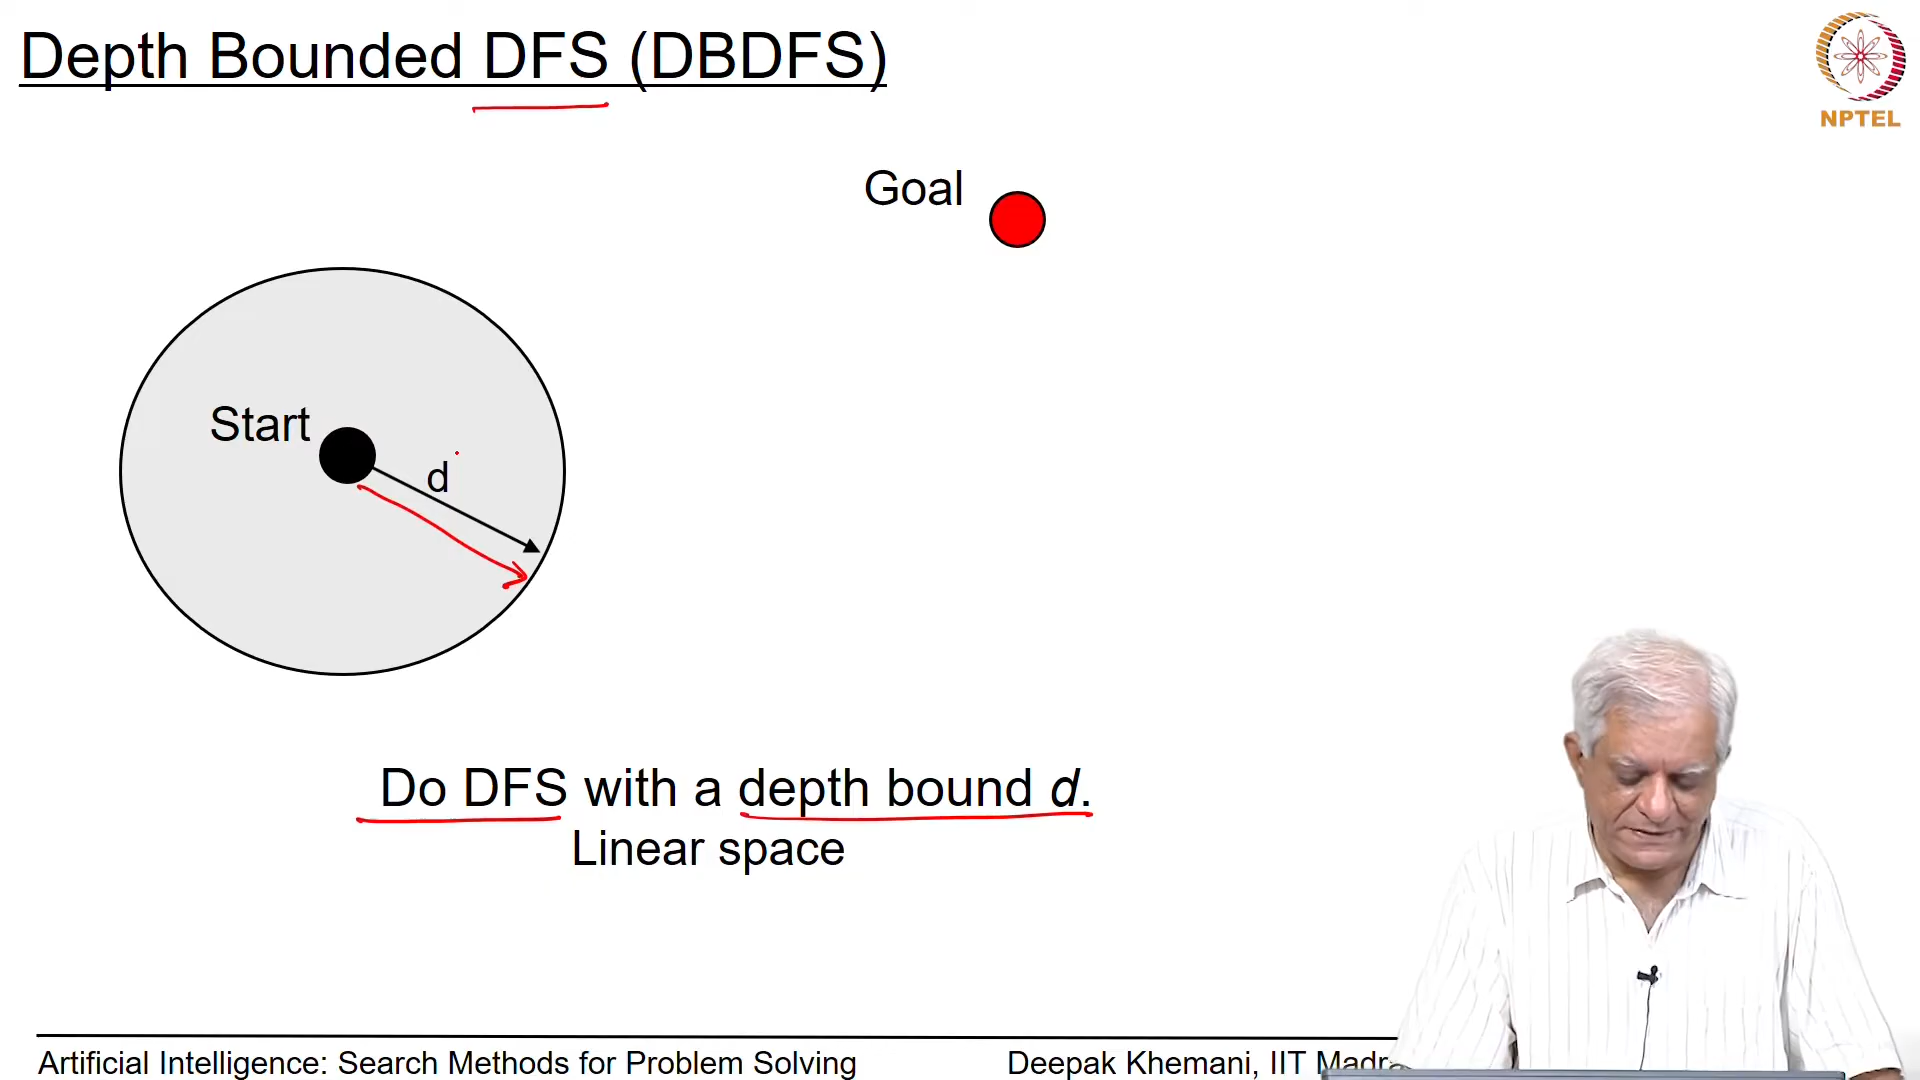 Depth Bounded DFS (DBDFS)
NPTEL
Goal
Start
d
Do DFS with a depth bound d.
Linear space
Artificial Intelligence: Search Methods for Problem Solving
Deepak Khemani, IIT